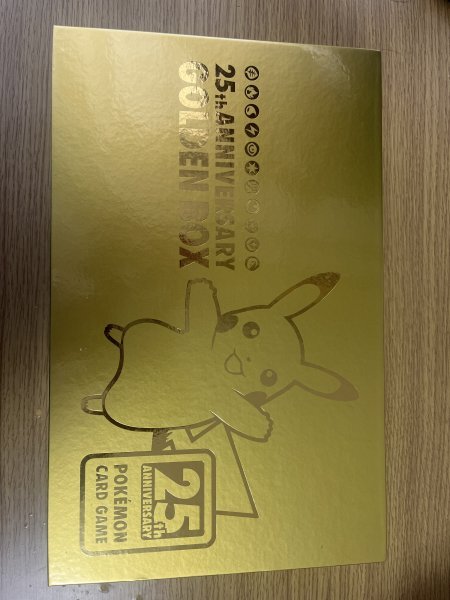 25th ANNIVERSARY
GOLDEN BOX
25th
ANNIVERSARY
POKÉMON
CARD GAME